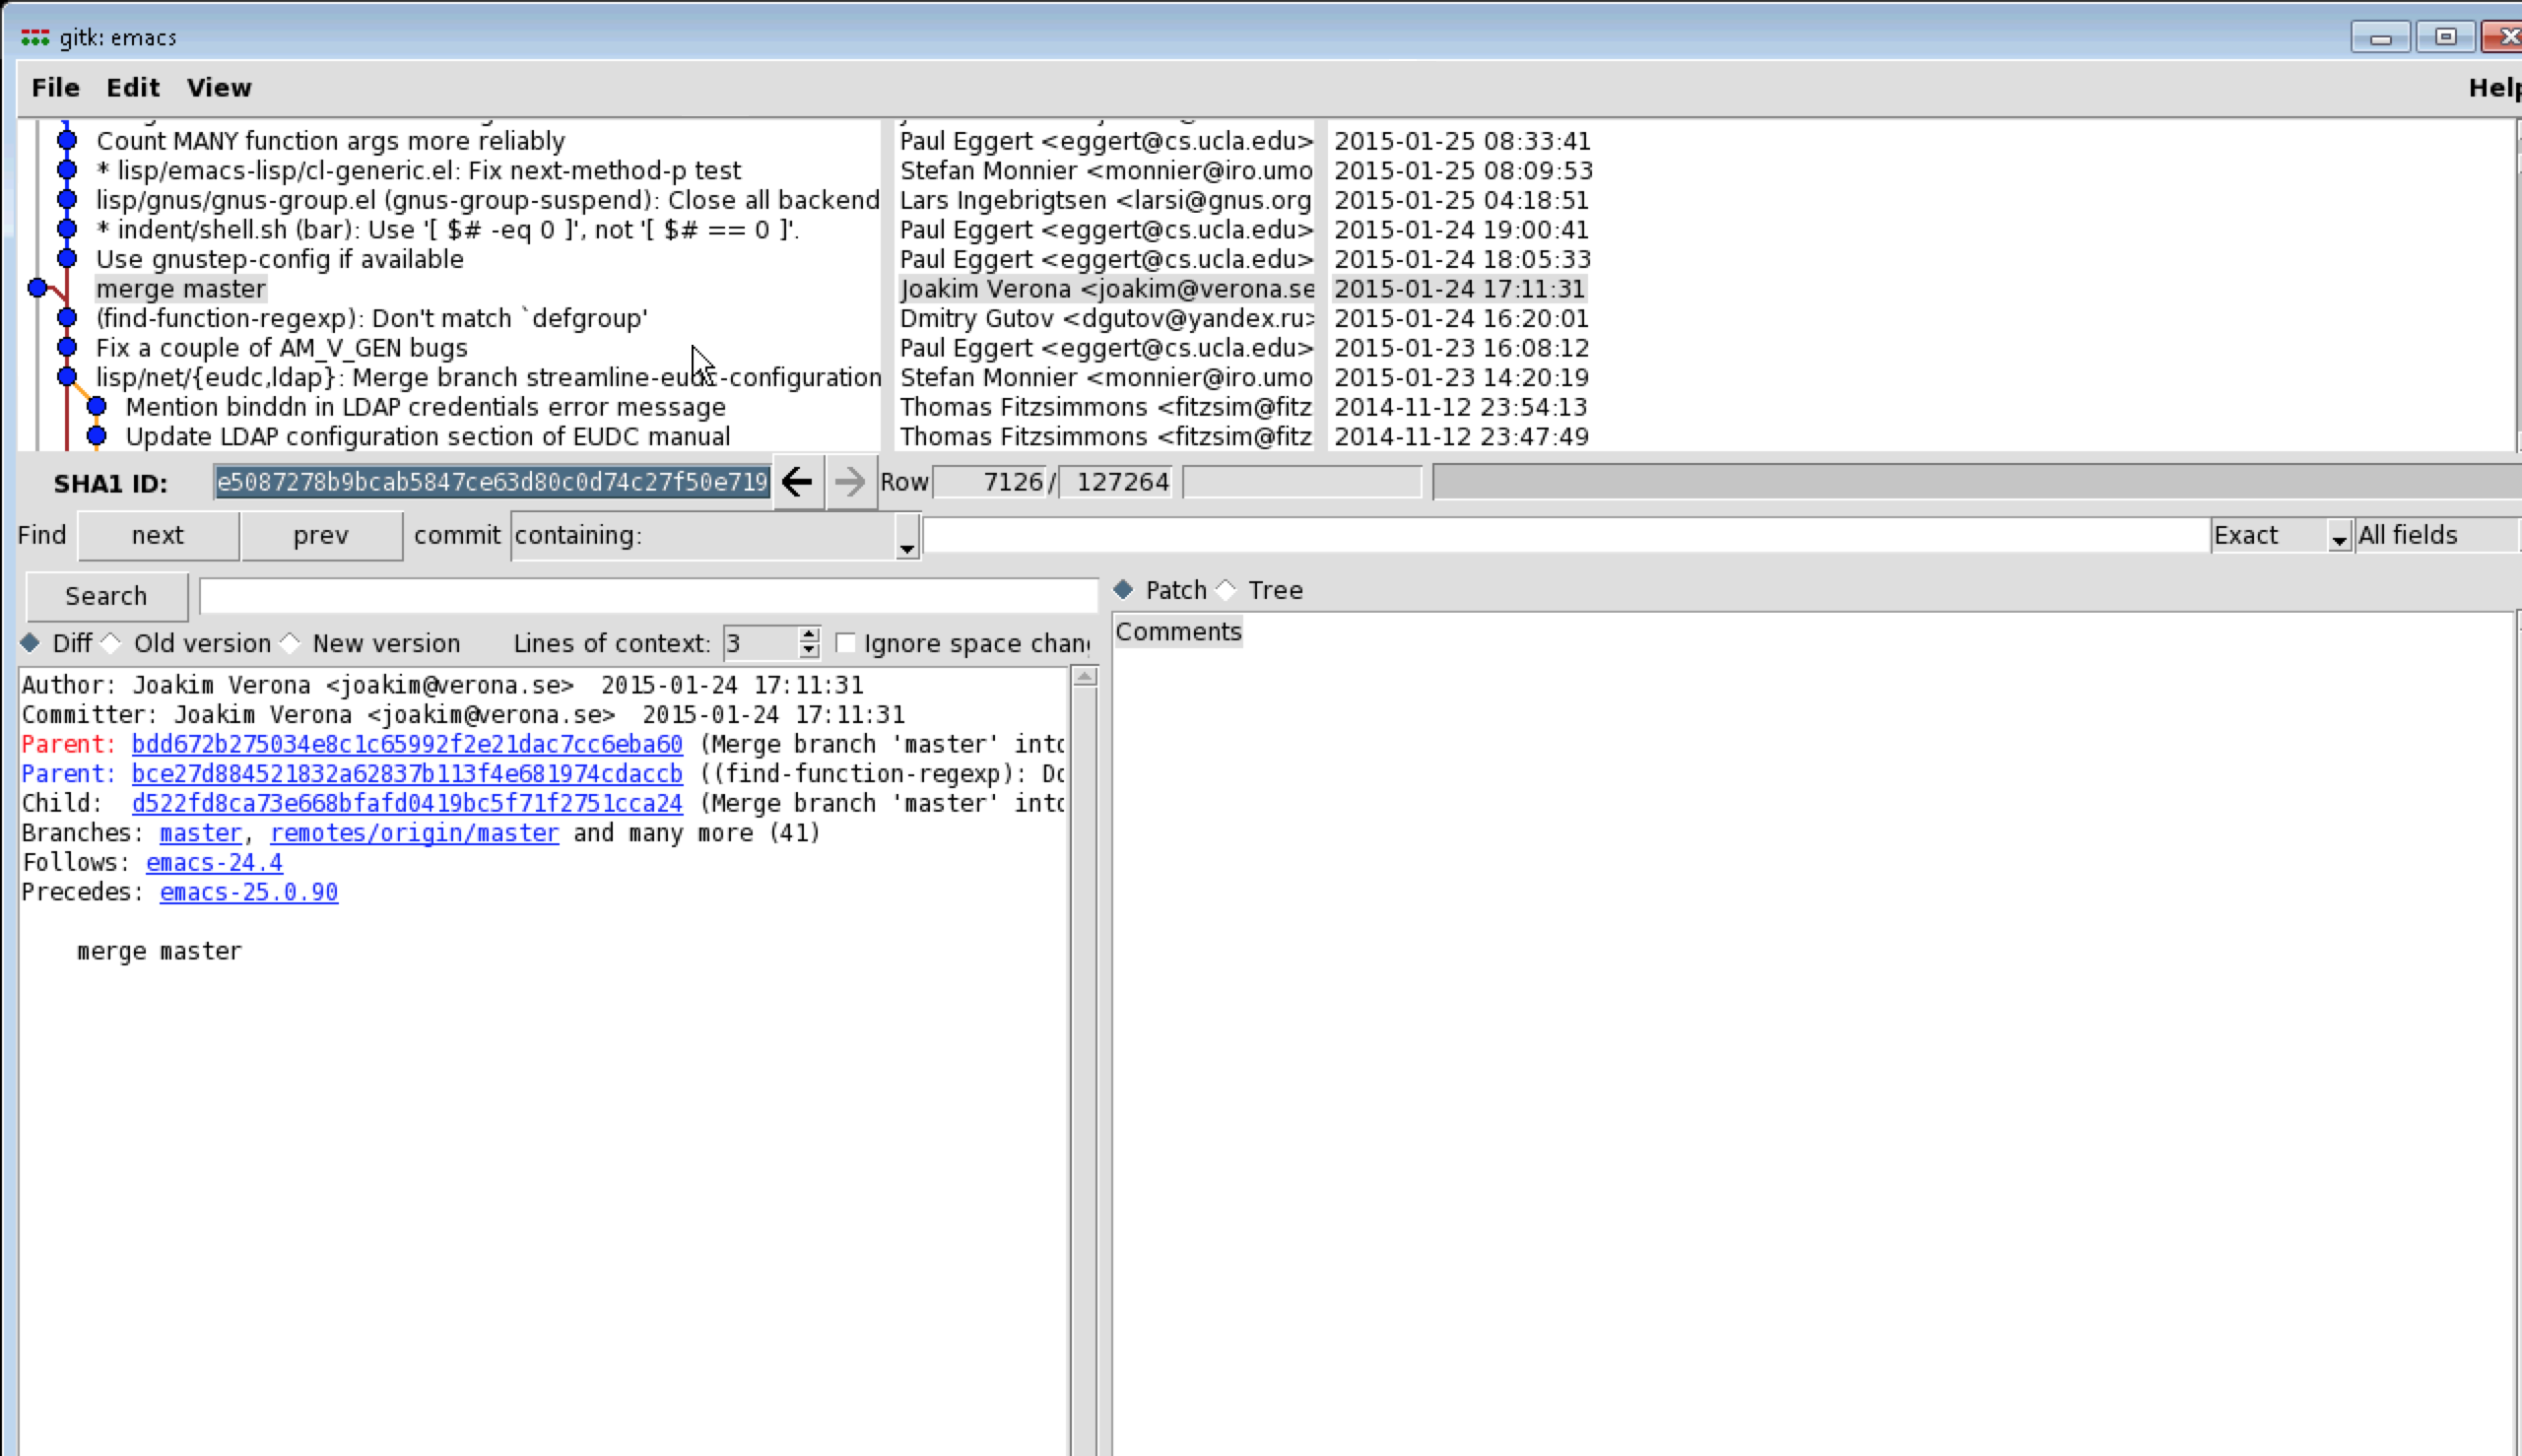 gitk: emacs
File Edit View Help
Count MANY function args more reliably Paul Eggert <eggert@cs.ucla.edu> 2015-01-25 08:33:41
* lisp/emacs-lisp/cl-generic.el: Fix next-method-p test Stefan Monnier <monnier@iro.umo 2015-01-25 08:09:53
lisp/gnus/gnus-group.el (gnus-group-suspend): Close all backend Lars Ingebrigtsen <larsi@gnus.org 2015-01-25 04:18:51
* indent/shell.sh (bar): Use '[ $# -eq 0 ]', not '[ $# == 0 ]'. Paul Eggert <eggert@cs.ucla.edu> 2015-01-24 19:00:41
Use gnustep-config if available Paul Eggert <eggert@cs.ucla.edu> 2015-01-24 18:05:33
merge master Joakim Verona <joakim@verona.se 2015-01-24 17:11:31
(find-function-regexp): Don't match `defgroup' Dmitry Gutov <dgutov@yandex.ru> 2015-01-24 16:20:01
Fix a couple of AM_V_GEN bugs Paul Eggert <eggert@cs.ucla.edu> 2015-01-23 16:08:12
lisp/net/{eudc,ldap}: Merge branch streamline-eudc-configuration Stefan Monnier <monnier@iro.umo 2015-01-23 14:20:19
Mention binddn in LDAP credentials error message Thomas Fitzsimmons <fitzsim@fitz 2014-11-12 23:54:13
Update LDAP configuration section of EUDC manual Thomas Fitzsimmons <fitzsim@fitz 2014-11-12 23:47:49
SHA1 ID: e5087278b9bcab5847ce63d80c0d74c27f50e719 Row 7126 / 127264
Find next prev commit containing: Exact All fields
Search Patch Tree
Diff Old version New version Lines of context: 3 Ignore space chan
Comments
Author: Joakim Verona <joakim@verona.se> 2015-01-24 17:11:31
Committer: Joakim Verona <joakim@verona.se> 2015-01-24 17:11:31
Parent: bdd672b275034e8c1c65992f2e21dac7cc6eba60 (Merge branch 'master' into
Parent: bce27d884521832a62837b113f4e681974cdaccb ((find-function-regexp): Do
Child: d522fd8ca73e668bfafd0419bc5f71f2751cca24 (Merge branch 'master' into
Branches: master, remotes/origin/master and many more (41)
Follows: emacs-24.4
Precedes: emacs-25.0.90
merge master